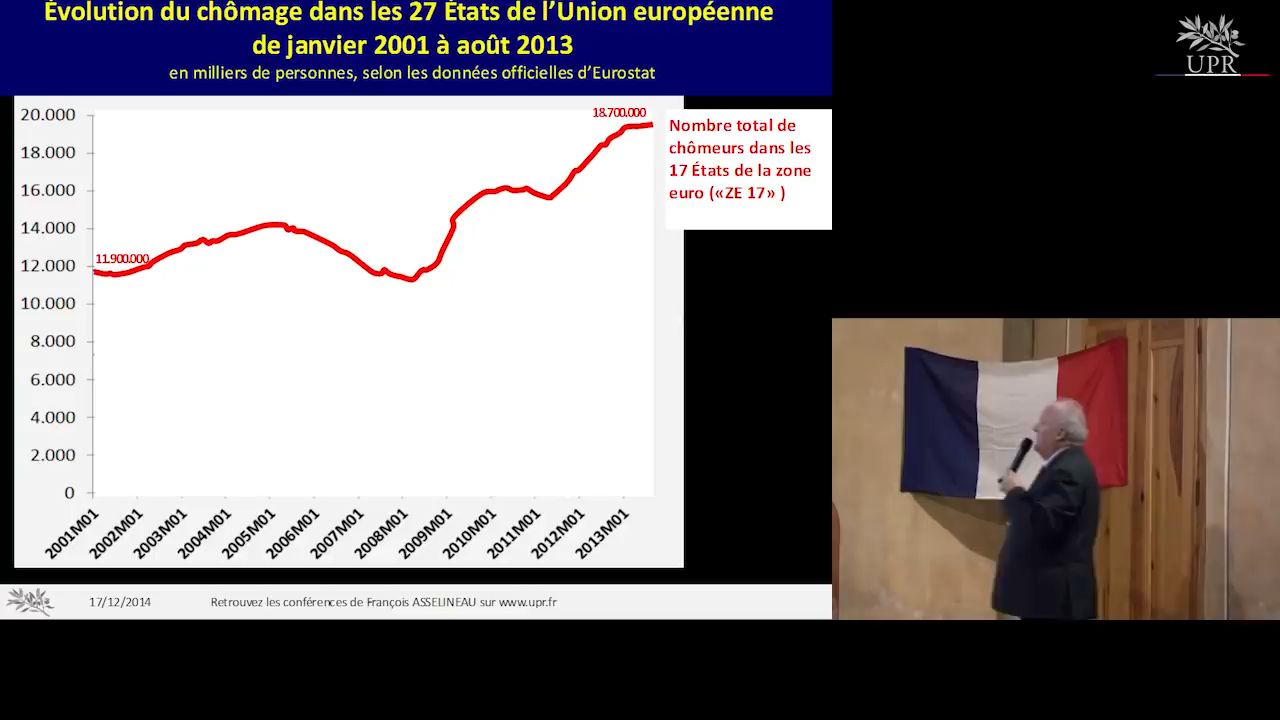 Évolution du chômage dans les 27 États de l’Union européenne
de janvier 2001 à août 2013
en milliers de personnes, selon les données officielles d’Eurostat
UPR
20.000
18.000
16.000
14.000
12.000
10.000
8.000
6.000
4.000
2.000
0
11.900.000
18.700.000
Nombre total de
chômeurs dans les
17 États de la zone
euro («ZE 17» )
2001M01
2002M01
2003M01
2004M01
2005M01
2006M01
2007M01
2008M01
2009M01
2010M01
2011M01
2012M01
2013M01
17/12/2014
Retrouvez les conférences de François ASSELINEAU sur www.upr.fr